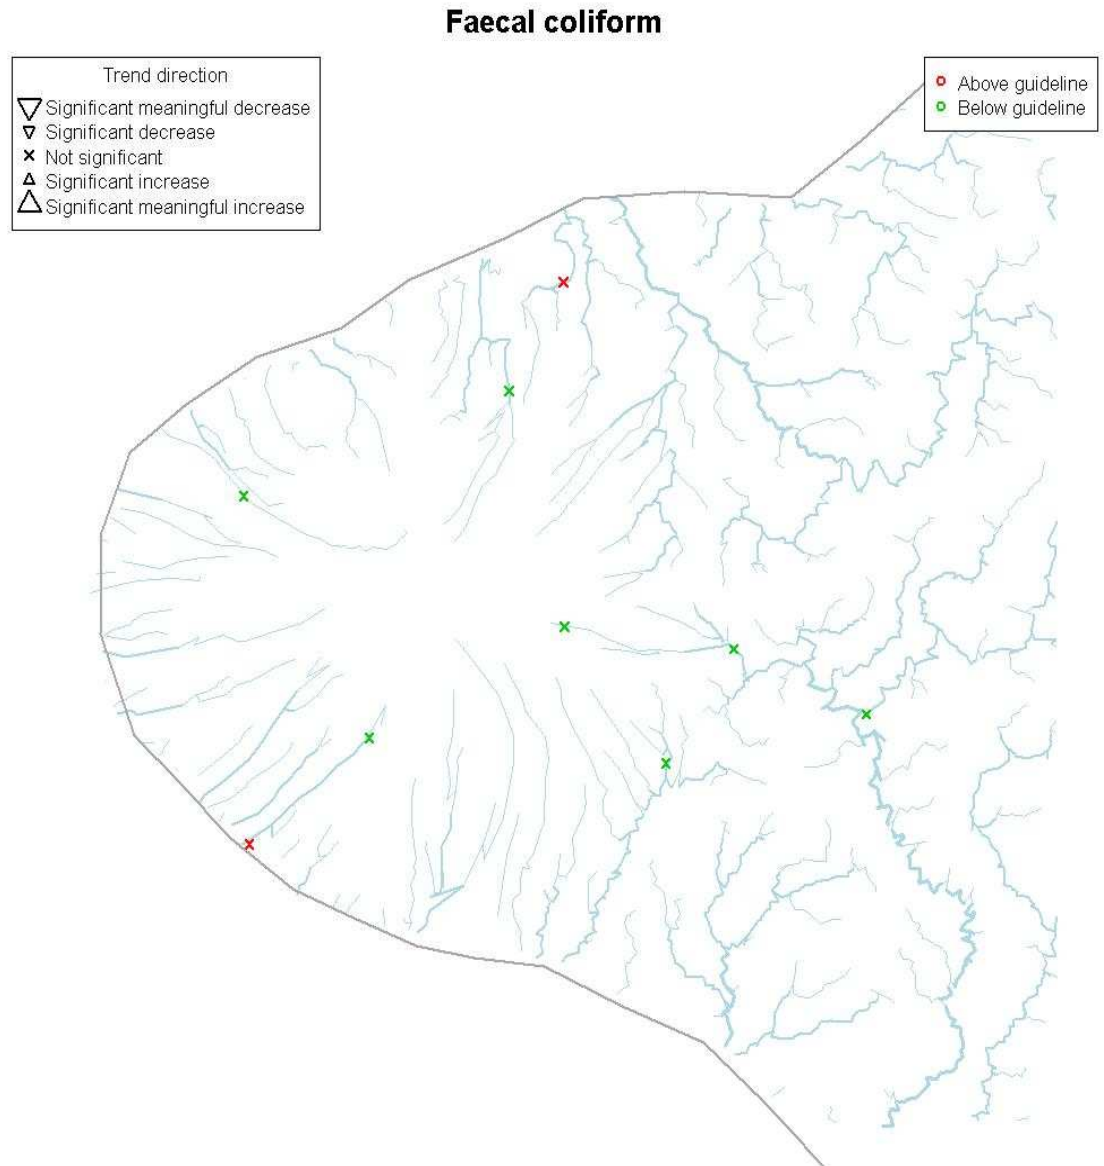 Faecal coliform
Trend direction
Significant meaningful decrease
Significant decrease
Not significant
Significant increase
Significant meaningful increase
Above guideline
Below guideline